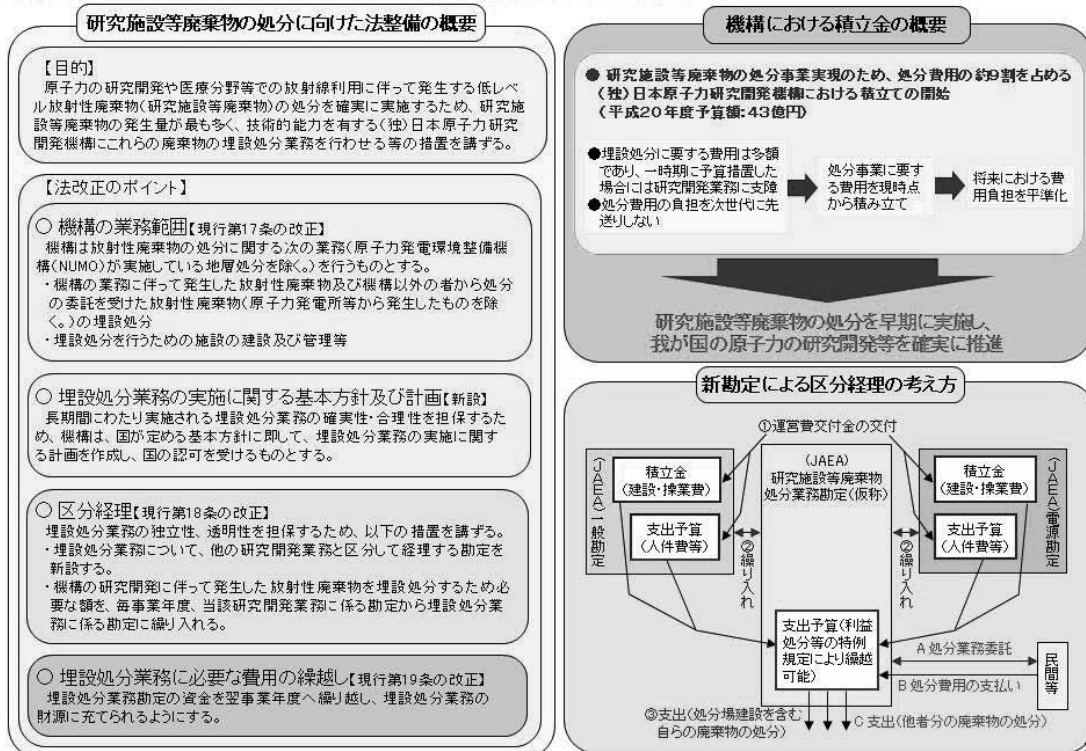 研究施設等廃棄物の処分に向けた法整備の概要
【目的】
原子力の研究開発や医療分野等での放射線利用に伴って発生する低レベ
ル放射性廃棄物(研究施設等廃棄物)の処分を確実に実施するため、研究施
設等廃棄物の発生量が最も多く、技術的能力を有する(独)日本原子力研究
開発機構にこれらの廃棄物の埋設処分業務を行わせる等の措置を講ずる。
【法改正のポイント】
○ 機構の業務範囲【現行第17条の改正】
機構は放射性廃棄物の処分に関する次の業務(原子力発電環境整備機
構(NUMO)が実施している地層処分を除く。)を行うものとする。
・機構の業務に伴って発生した放射性廃棄物及び機構以外の者から処分
の委託を受けた放射性廃棄物(原子力発電所等から発生したものを除
く。)の埋設処分
・埋設処分を行うための施設の建設及び管理等
○ 埋設処分業務の実施に関する基本方針及び計画【新設】
長期間にわたり実施される埋設処分業務の確実性・合理性を担保するた
め、機構は、国が定める基本方針に即して、埋設処分業務の実施に関す
る計画を作成し、国の認可を受けるものとする。
○ 区分経理【現行第18条の改正】
埋設処分業務の独立性、透明性を担保するため、以下の措置を講ずる。
・埋設処分業務について、他の研究開発業務と区分して経理する勘定を
新設する。
・機構の研究開発に伴って発生した放射性廃棄物を埋設処分するため必
要な額を、毎事業年度、当該研究開発業務に係る勘定から埋設処分業
務に係る勘定に繰り入れる。
○ 埋設処分業務に必要な費用の繰越し【現行第19条の改正】
埋設処分業務勘定の資金を翌事業年度へ繰り越し、埋設処分業務の
財源に充てられるようにする。
機構における積立金の概要
● 研究施設等廃棄物の処分事業実現のため、処分費用の約9割を占める
(独)日本原子力研究開発機構における積立ての開始
(平成20年度予算額:43億円)
●埋設処分に要する費用は多額
であり、一時期に予算措置した
場合には研究開発業務に支障
●処分費用の負担を次世代に先
送りしない
処分事業に要す
る費用を現時点
から積み立て
将来における費
用負担を平準化
研究施設等廃棄物の処分を早期に実施し、
我が国の原子力の研究開発等を確実に推進
新勘定による区分経理の考え方
①運営費交付金の交付
(JAEA)一般勘定
積立金
(建設・操業費)
支出予算
(人件費等)
②繰り入れ
(JAEA)
研究施設等廃棄物
処分業務勘定(仮称)
②繰り入れ
積立金
(建設・操業費)
支出予算
(人件費等)
(JAEA)電源勘定
支出予算(利益
処分等の特例
規定により繰越
可能)
A 処分業務委託
B 処分費用の支払い
民間等
③支出(処分場建設を含む
自らの廃棄物の処分)
C 支出(他者分の廃棄物の処分)